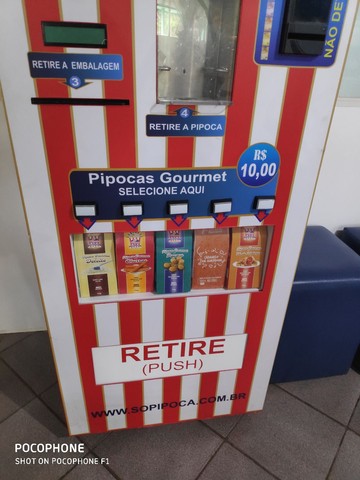 NÃO DE
RETIRE A EMBALAGEM
3
4
RETIRE A PIPOCA
Pipocas Gourmet
SELECIONE AQUI
R$
10,00
RETIRE
(PUSH)
WWW.SOPIPOCA.COM.BR
POCOPHONE
SHOT ON POCOPHONE F1